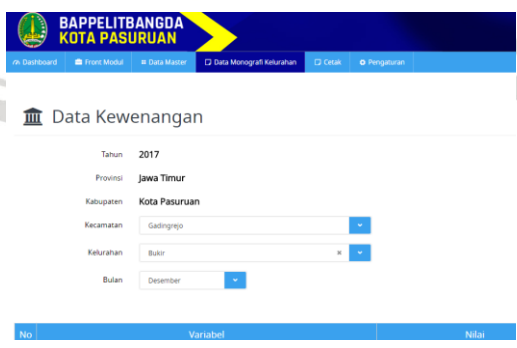 BAPPELITBANGDA
KOTA PASURUAN
Dashboard Front Modul Data Master Data Monografi Kelurahan Cetak Pengaturan
Data Kewenangan
Tahun 2017
Provinsi Jawa Timur
Kabupaten Kota Pasuruan
Kecamatan Gadingrejo
Kelurahan Bukir ×
Bulan Desember
No Variabel Nilai